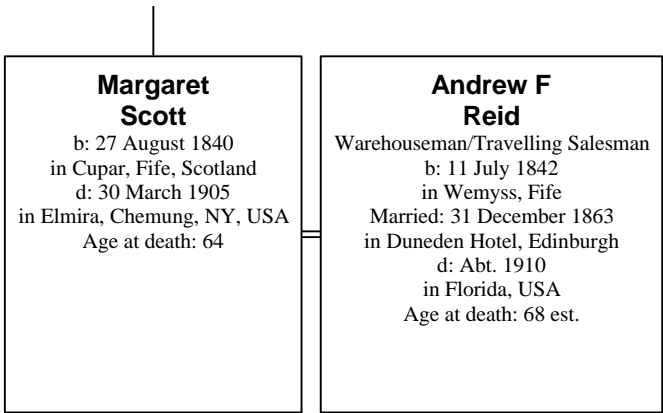 Margaret
Scott
b: 27 August 1840
in Cupar, Fife, Scotland
d: 30 March 1905
in Elmira, Chemung, NY, USA
Age at death: 64
Andrew F
Reid
Warehouseman/Travelling Salesman
b: 11 July 1842
in Wemyss, Fife
Married: 31 December 1863
in Duneden Hotel, Edinburgh
d: Abt. 1910
in Florida, USA
Age at death: 68 est.